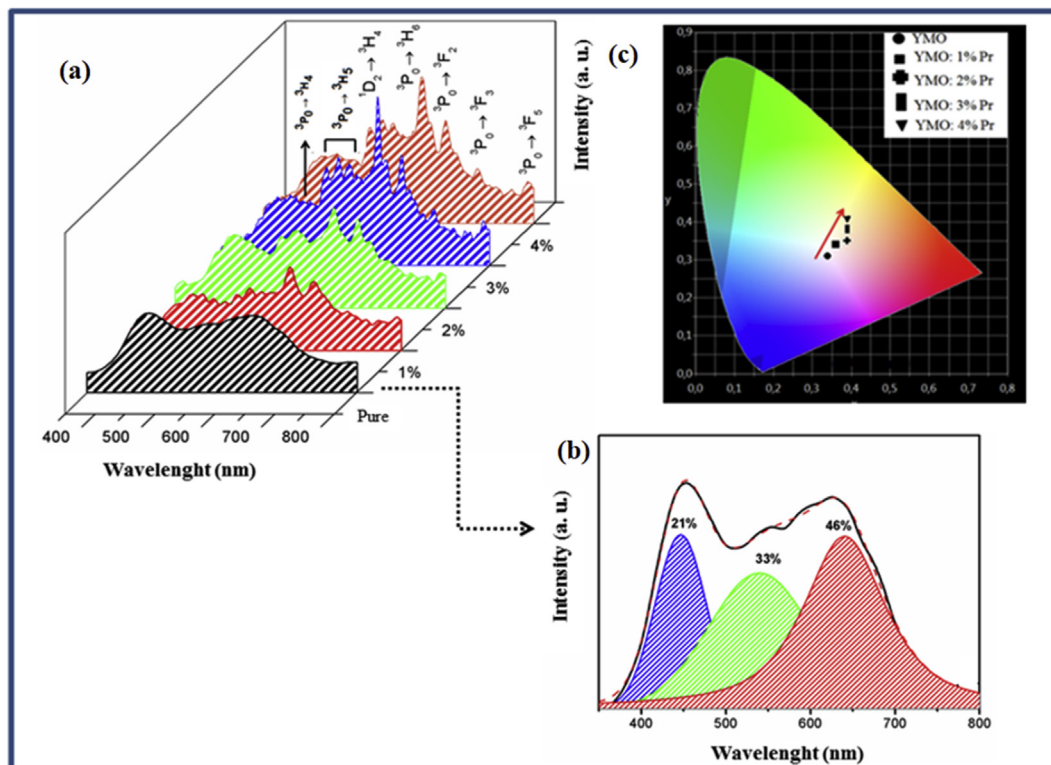 (a)
³P₀→³H₄
³P₀→³H₅
¹D₂→³H₄
³P₀→³H₆
³P₀→³F₂
³P₀→³F₃
³P₀→³F₅
Intensity (a. u.)
4%
3%
2%
1%
Pure
400 500 600 700 800
Wavelenght (nm)
(c)
0,9
0,8
0,7
0,6
0,5
y
0,4
0,3
0,2
0,1
0,0
0,0 0,1 0,2 0,3 0,4 0,5 0,6 0,7 0,8
YMO
YMO: 1% Pr
YMO: 2% Pr
YMO: 3% Pr
YMO: 4% Pr
(b)
Intensity (a. u.)
21%
33%
46%
400 500 600 700 800
Wavelenght (nm)